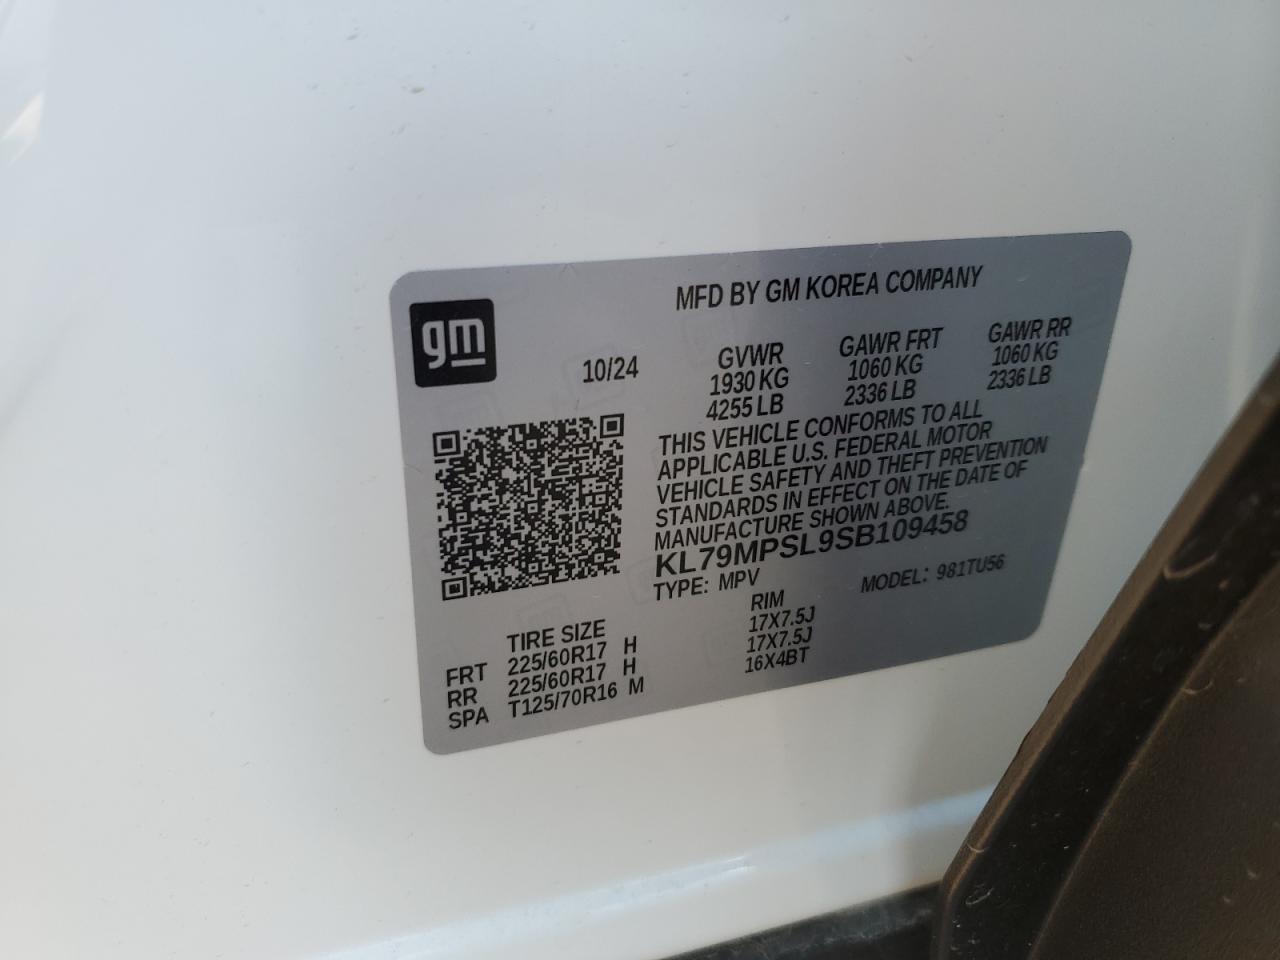 MFD BY GM KOREA COMPANY
gm
10/24
GVWR GAWR FRT GAWR RR
1930 KG 1060 KG 1060 KG
4255 LB 2336 LB 2336 LB
THIS VEHICLE CONFORMS TO ALL
APPLICABLE U.S. FEDERAL MOTOR
VEHICLE SAFETY AND THEFT PREVENTION
STANDARDS IN EFFECT ON THE DATE OF
MANUFACTURE SHOWN ABOVE.
KL79MPSL9SB109458
TYPE: MPV MODEL: 981TU56
TIRE SIZE RIM
FRT 225/60R17 H 17X7.5J
RR 225/60R17 H 17X7.5J
SPA T125/70R16 M 16X4BT